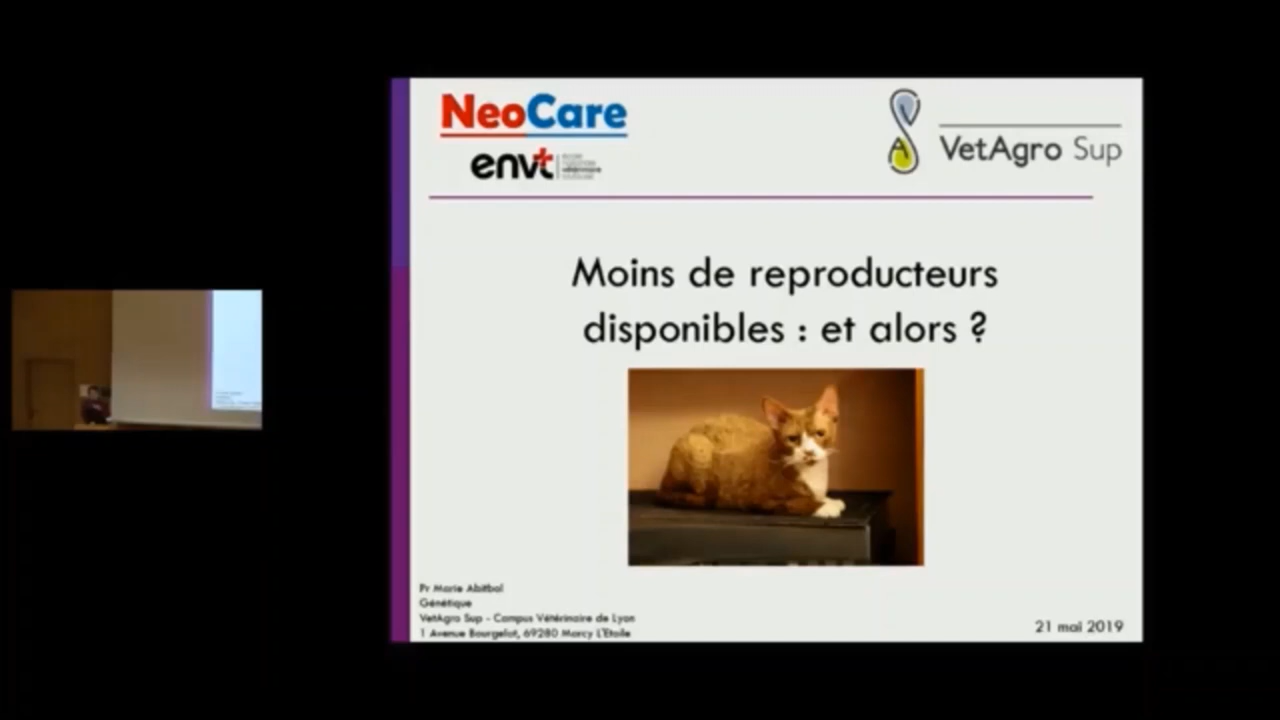 NeoCare
envt
vétérinaire
VetAgro Sup
Moins de reproducteurs
disponibles : et alors ?
Pr Marie Abitbol
Génétique
VetAgro Sup - Campus Vétérinaire de Lyon
1 Avenue Bourgelat, 69280 Marcy L'Etoile
21 mai 2019